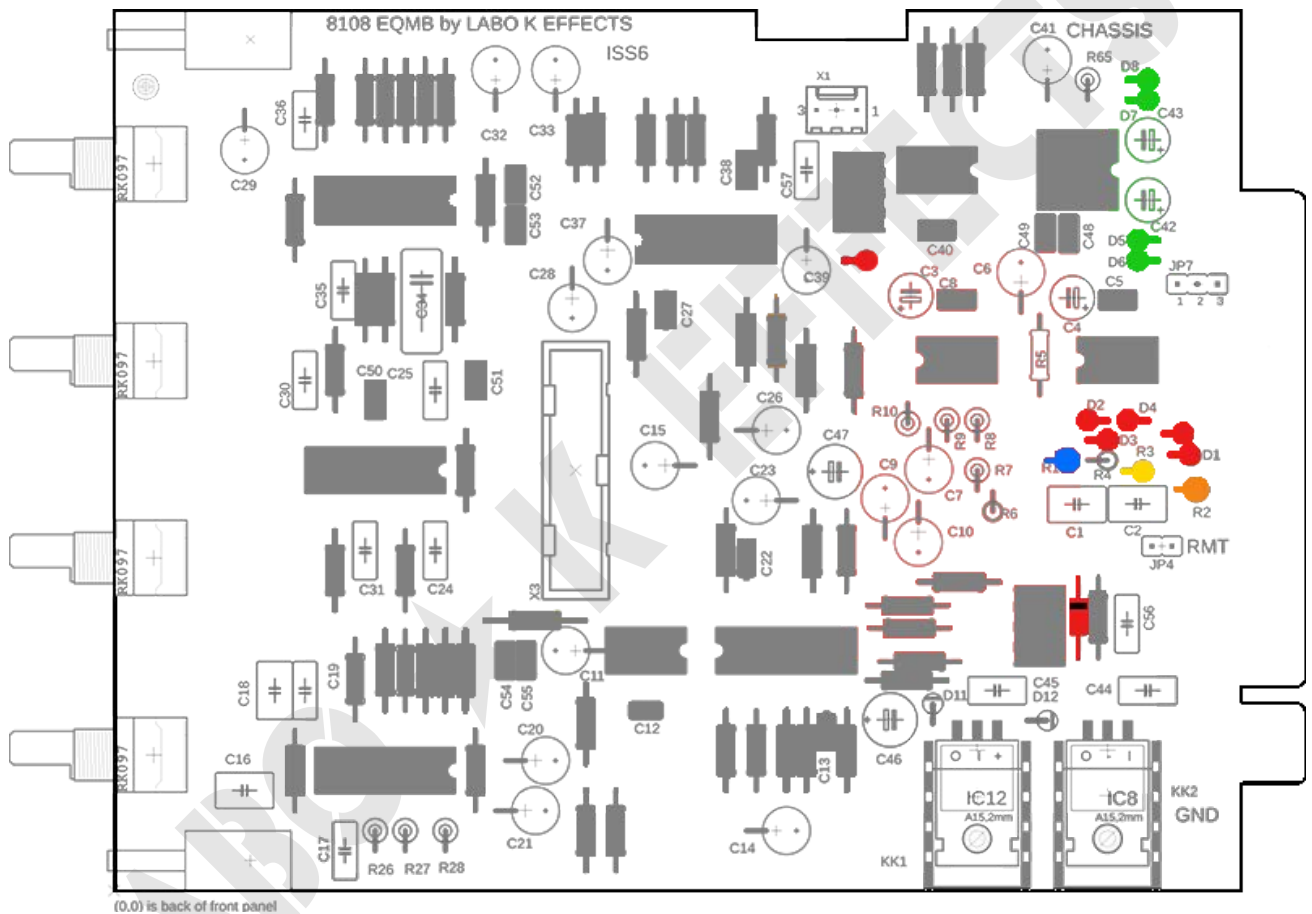 8108 EQMB by LABO K EFFECTS
ISS6
CHASSIS
C41
R65
D8
D7
C43
X1
3
1
C36
C32
C33
C29
RK097
C52
C53
C38
C57
C37
C40
C49
C48
C42
D5
D6
JP7
1 2 3
C35
C34
C28
C27
C39
C3
C8
C6
C4
C5
RK097
C30
C50
C25
C51
R5
C26
R10
R9
R8
D2
D4
D3
D1
C15
C47
C23
C9
C7
R7
R1
R4
R3
R2
R6
C10
C1
C2
RK097
C31
C24
X3
C22
JP4
RMT
C56
C18
C19
C54
C55
C11
C12
D11
C45
D12
C44
RK097
C16
C20
C21
C13
C46
C14
IC12
A15,2mm
IC8
A15,2mm
KK2
GND
KK1
C17
R26
R27
R28
(0,0) is back of front panel
LABO K EFFECTS